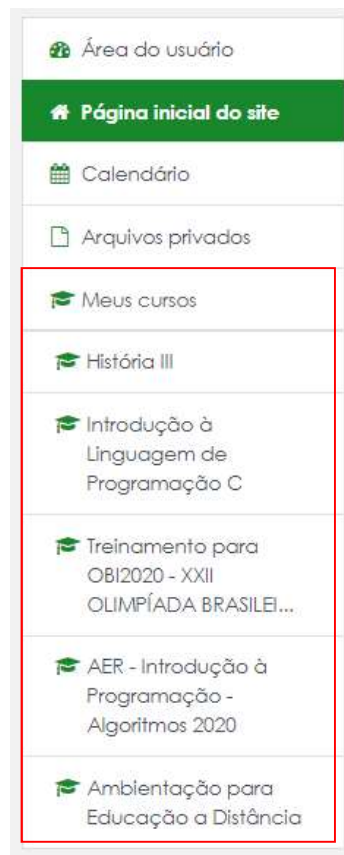 Área do usuário
Página inicial do site
Calendário
Arquivos privados
Meus cursos
História III
Introdução à
Linguagem de
Programação C
Treinamento para
OBI2020 - XXII
OLIMPÍADA BRASILEI...
AER - Introdução à
Programação -
Algoritmos 2020
Ambientação para
Educação a Distância